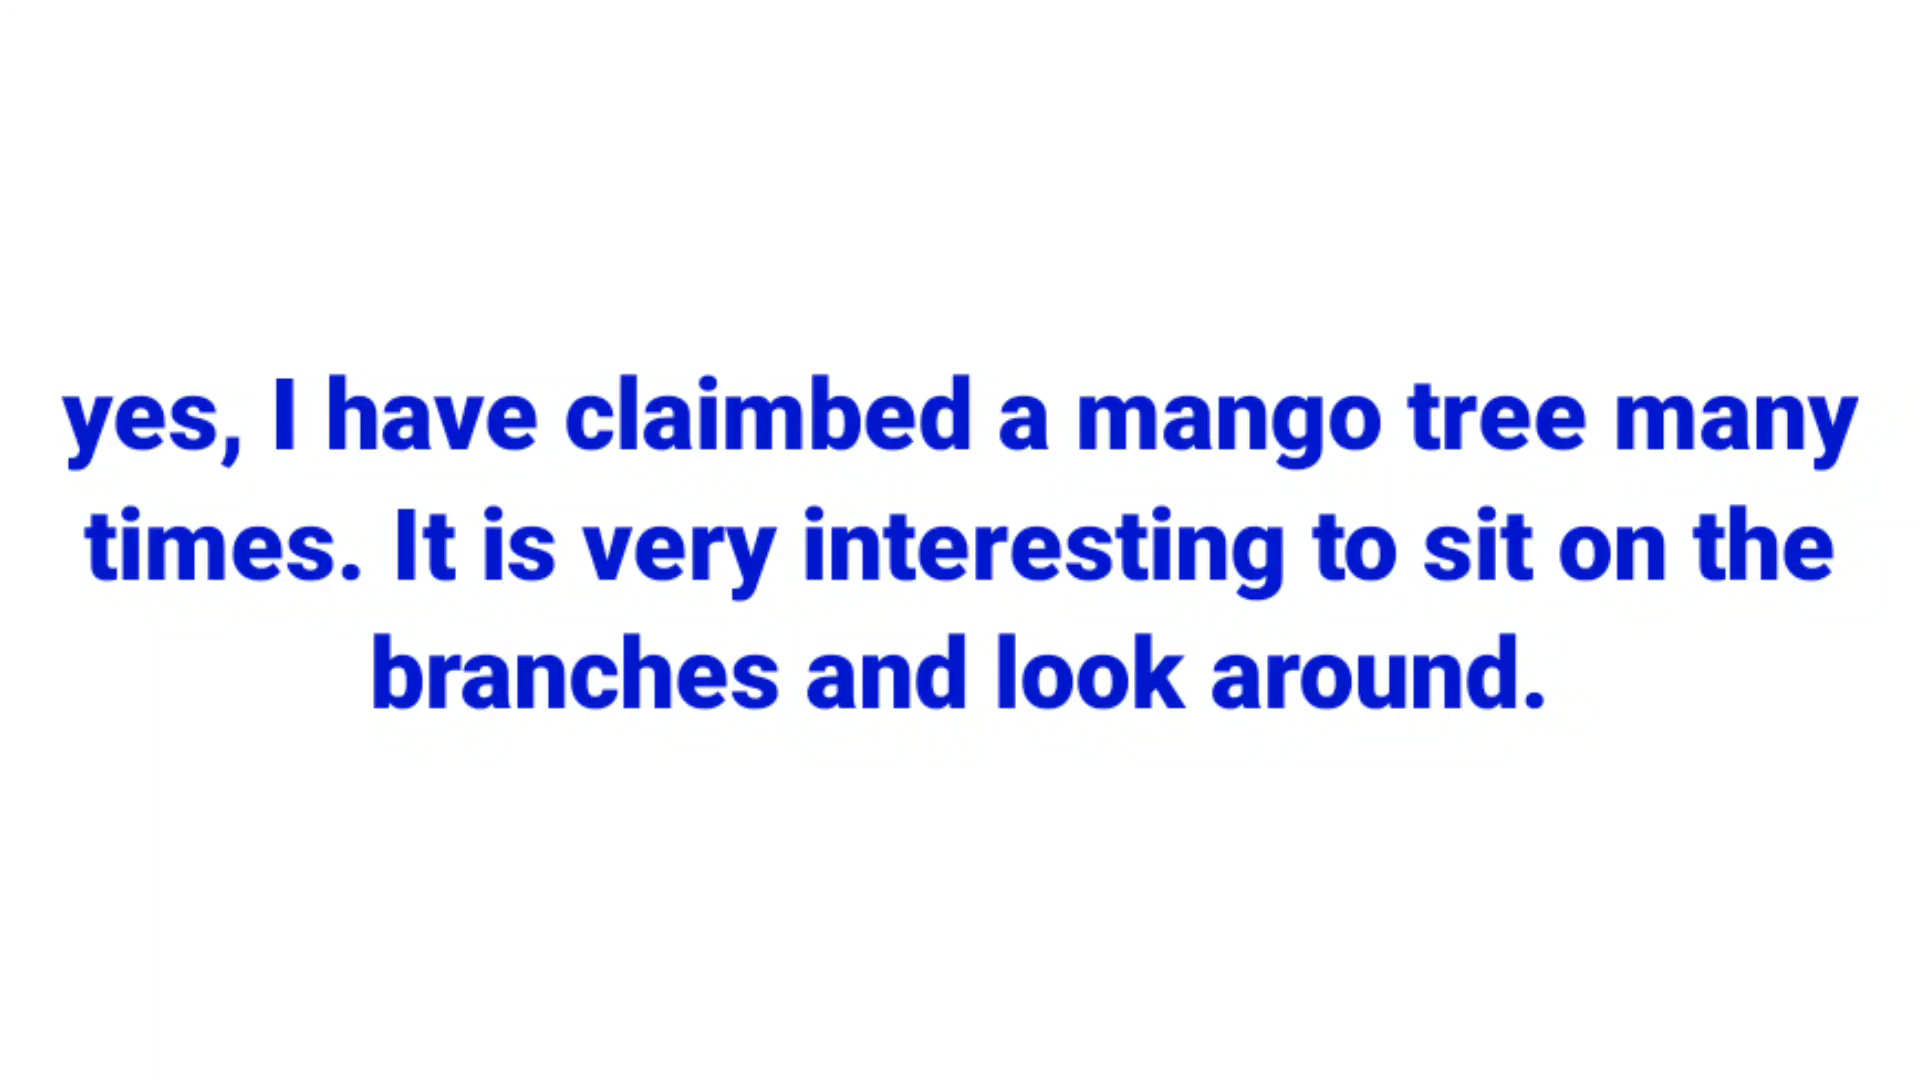 yes, I have claimbed a mango tree many
times. It is very interesting to sit on the
branches and look around.